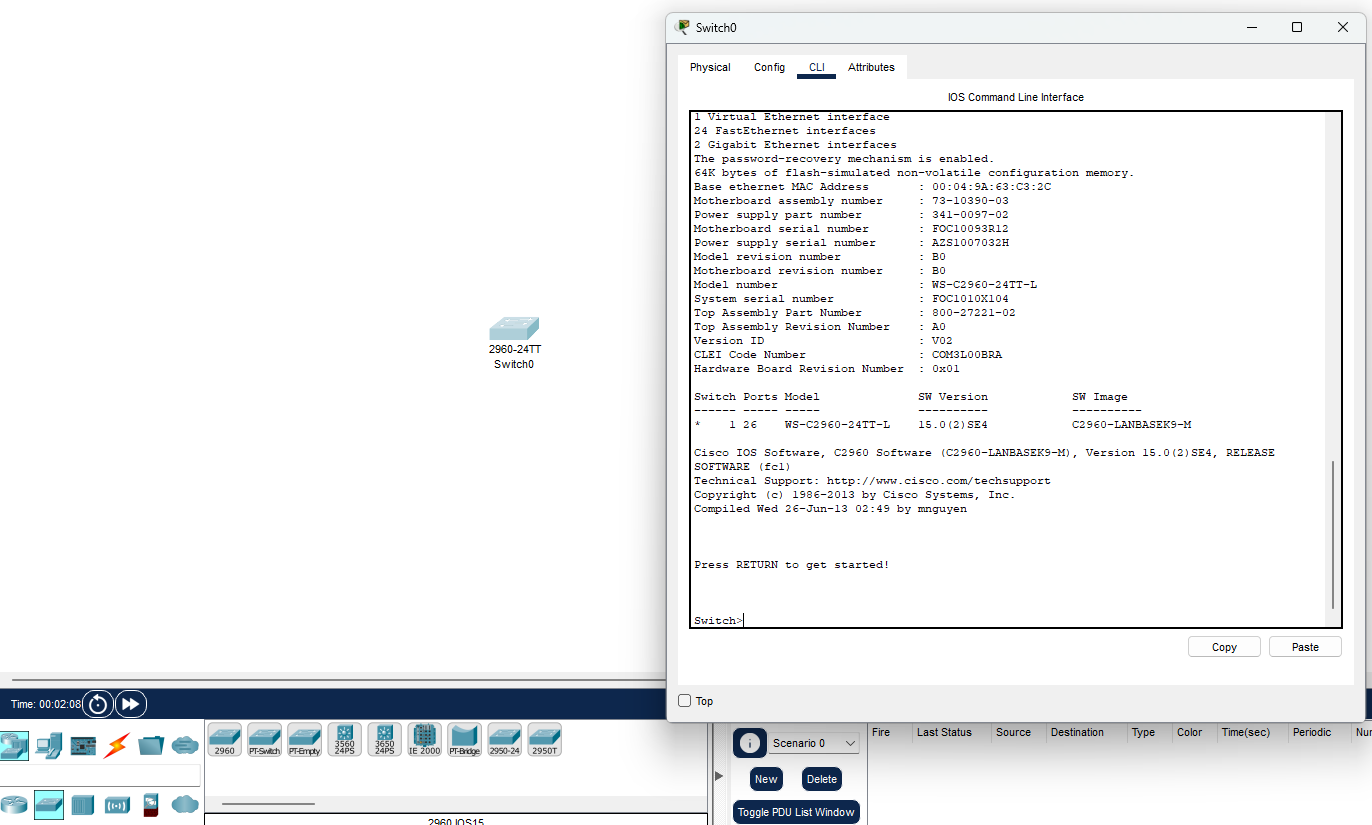 Switch0
Physical Config CLI Attributes
IOS Command Line Interface
1 Virtual Ethernet interface
24 FastEthernet interfaces
2 Gigabit Ethernet interfaces
The password-recovery mechanism is enabled.
64K bytes of flash-simulated non-volatile configuration memory.
Base ethernet MAC Address : 00:04:9A:63:C3:2C
Motherboard assembly number : 73-10390-03
Power supply part number : 341-0097-02
Motherboard serial number : FOC10093R12
Power supply serial number : AZS1007032H
Model revision number : B0
Motherboard revision number : B0
Model number : WS-C2960-24TT-L
System serial number : FOC1010X104
Top Assembly Part Number : 800-27221-02
Top Assembly Revision Number : A0
Version ID : V02
CLEI Code Number : COM3L00BRA
Hardware Board Revision Number : 0x01
Switch Ports Model SW Version SW Image
------ ----- ----- ---------- ----------
* 1 26 WS-C2960-24TT-L 15.0(2)SE4 C2960-LANBASEK9-M
Cisco IOS Software, C2960 Software (C2960-LANBASEK9-M), Version 15.0(2)SE4, RELEASE
SOFTWARE (fc1)
Technical Support: http://www.cisco.com/techsupport
Copyright (c) 1986-2013 by Cisco Systems, Inc.
Compiled Wed 26-Jun-13 02:49 by mnguyen
Press RETURN to get started!
Switch>
Copy Paste
Top
2960-24TT
Switch0
Time: 00:02:08
2960 PT-Switch PT-Empty 3560 24PS 3650 24PS IE 2000 PT-Bridge 2950-24 2950T
2960 IOS15
Scenario 0
New Delete
Toggle PDU List Window
Fire Last Status Source Destination Type Color Time(sec) Periodic Num